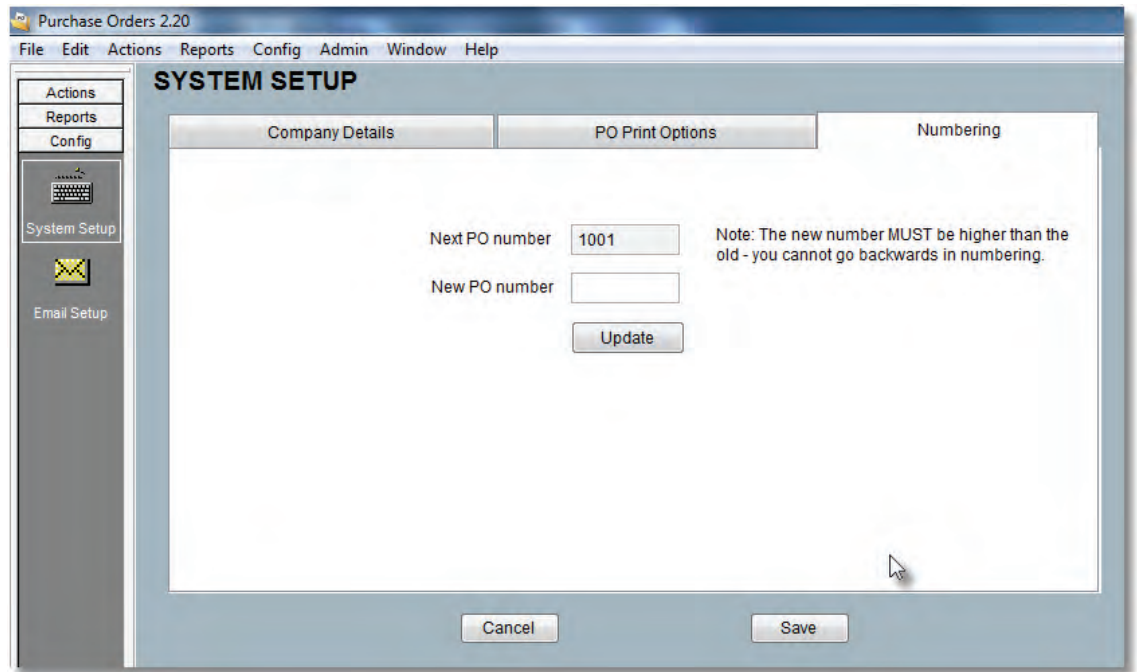 Purchase Orders 2.20
File Edit Actions Reports Config Admin Window Help
SYSTEM SETUP
Actions
Reports
Config
System Setup
Email Setup
Company Details PO Print Options Numbering
Next PO number 1001
Note: The new number MUST be higher than the
old - you cannot go backwards in numbering.
New PO number
Update
Cancel Save